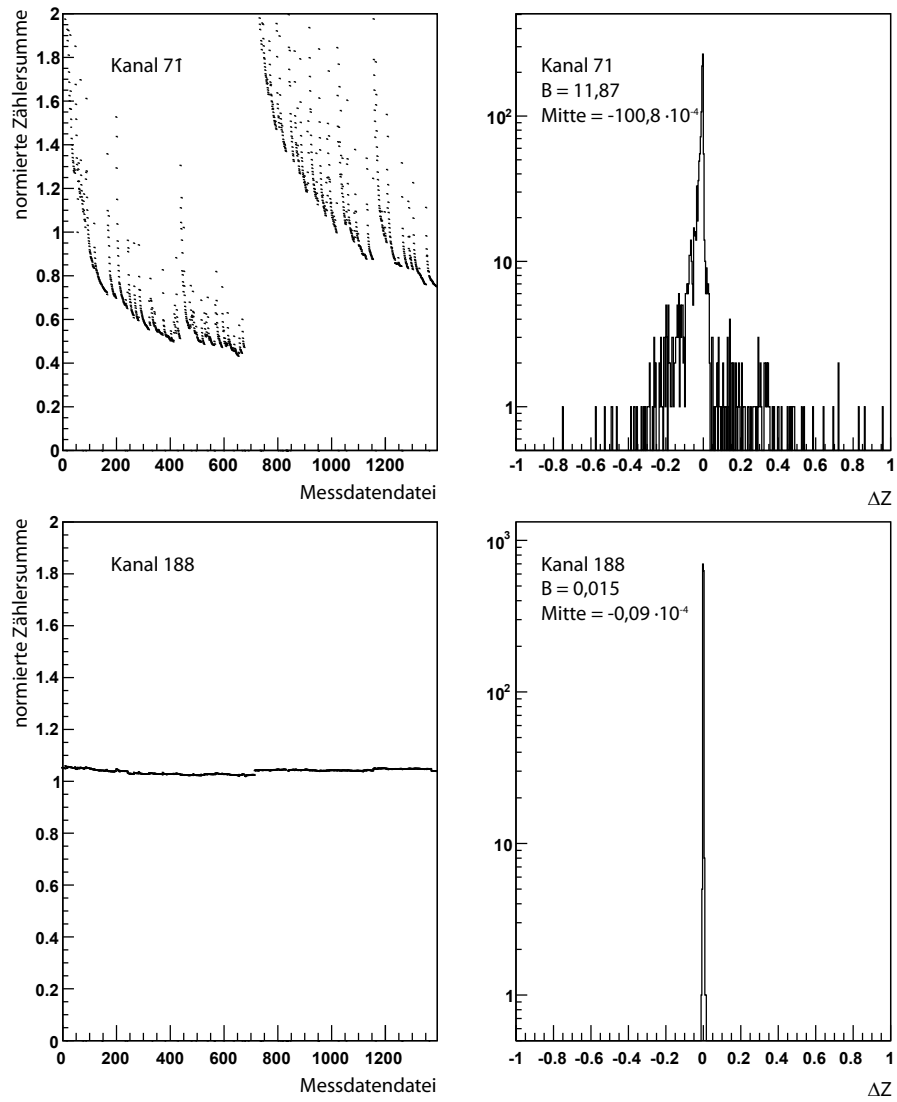 normierte Zählersumme
Kanal 71
2
1.8
1.6
1.4
1.2
1
0.8
0.6
0.4
0.2
0
0 200 400 600 800 1000 1200
Messdatendatei
Kanal 71
B = 11,87
Mitte = -100,8 ·10-4
10²
10
1
-1 -0.8 -0.6 -0.4 -0.2 0 0.2 0.4 0.6 0.8 1
ΔZ
normierte Zählersumme
Kanal 188
2
1.8
1.6
1.4
1.2
1
0.8
0.6
0.4
0.2
0
0 200 400 600 800 1000 1200
Messdatendatei
Kanal 188
B = 0,015
Mitte = -0,09 ·10-4
10³
10²
10
1
-1 -0.8 -0.6 -0.4 -0.2 0 0.2 0.4 0.6 0.8 1
ΔZ